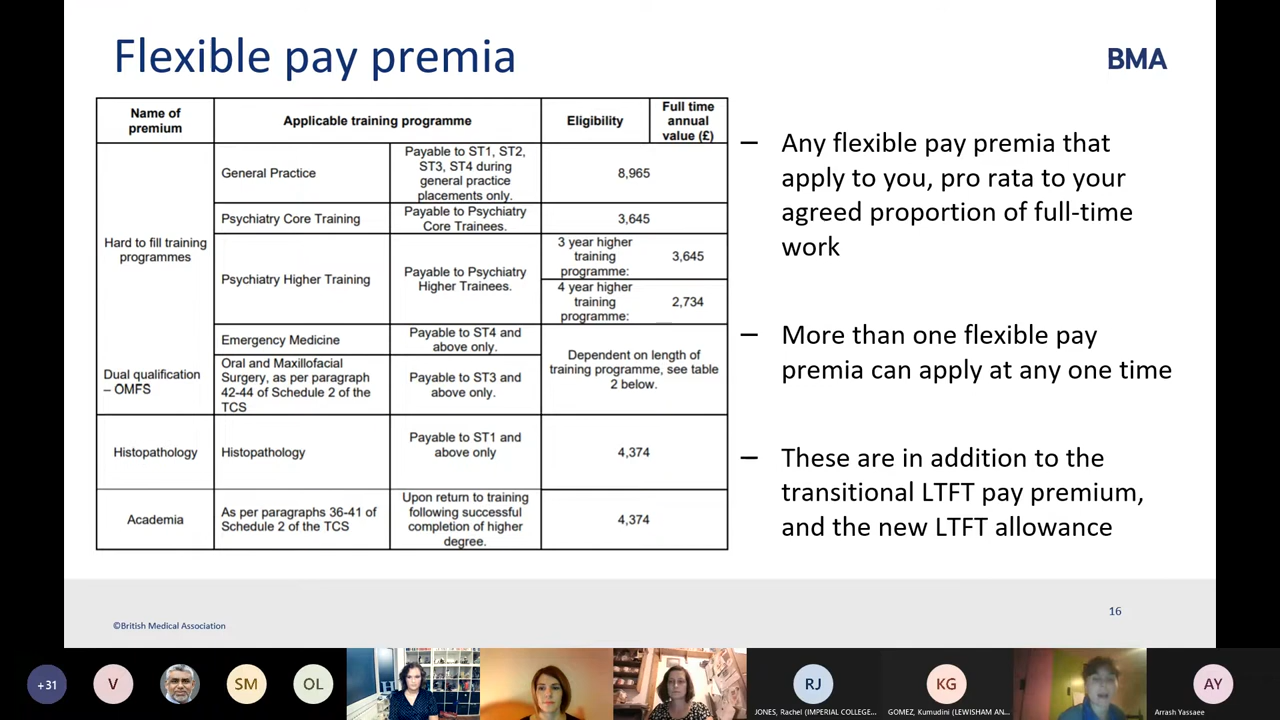 Flexible pay premia
BMA
Name of
premium
Applicable training programme
Eligibility
Full time
annual
value (£)
Hard to fill training
programmes
General Practice
Payable to ST1, ST2,
ST3, ST4 during
general practice
placements only.
8,965
Psychiatry Core Training
Payable to Psychiatry
Core Trainees.
3,645
Psychiatry Higher Training
Payable to Psychiatry
Higher Trainees.
3 year higher
training
programme:
3,645
4 year higher
training
programme:
2,734
Emergency Medicine
Payable to ST4 and
above only.
Dependent on length of
training programme, see table
2 below.
Dual qualification
– OMFS
Oral and Maxillofacial
Surgery, as per paragraph
42-44 of Schedule 2 of the
TCS
Payable to ST3 and
above only.
Histopathology
Histopathology
Payable to ST1 and
above only
4,374
Academia
As per paragraphs 36-41 of
Schedule 2 of the TCS
Upon return to training
following successful
completion of higher
degree.
4,374
– Any flexible pay premia that
apply to you, pro rata to your
agreed proportion of full-time
work
– More than one flexible pay
premia can apply at any one time
– These are in addition to the
transitional LTFT pay premium,
and the new LTFT allowance
16
©British Medical Association
+31
V
SM
OL
RJ
JONES, Rachel (IMPERIAL COLLEGE...
KG
GOMEZ, Kumudini (LEWISHAM AN...
AY
Arrash Yassaee